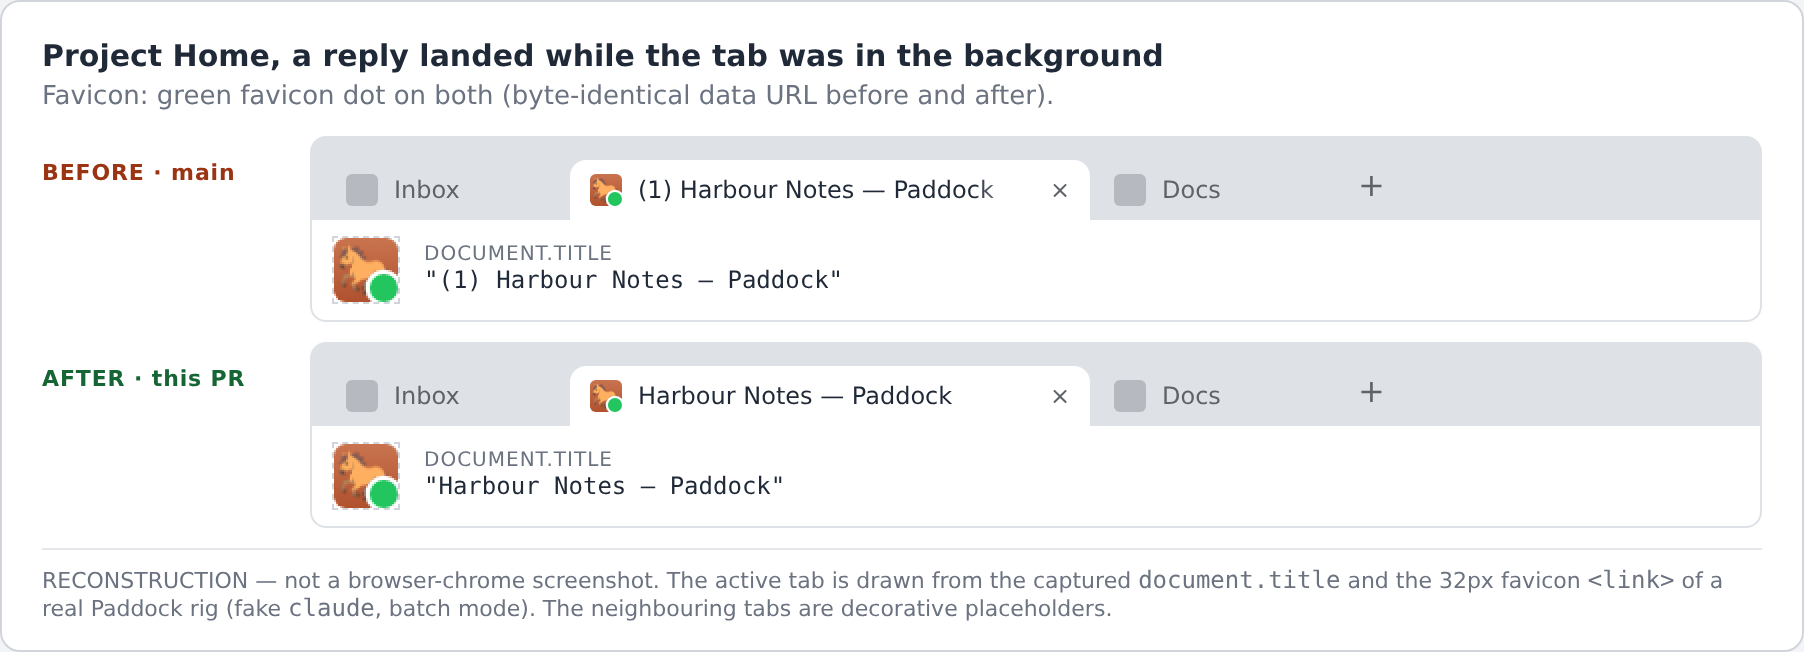 Project Home, a reply landed while the tab was in the background
Favicon: green favicon dot on both (byte-identical data URL before and after).
BEFORE · main
Inbox
(1) Harbour Notes — Paddock
×
Docs
+
DOCUMENT.TITLE
"(1) Harbour Notes — Paddock"
AFTER · this PR
Inbox
Harbour Notes — Paddock
×
Docs
+
DOCUMENT.TITLE
"Harbour Notes — Paddock"
RECONSTRUCTION — not a browser-chrome screenshot. The active tab is drawn from the captured document.title and the 32px favicon <link> of a
real Paddock rig (fake claude, batch mode). The neighbouring tabs are decorative placeholders.